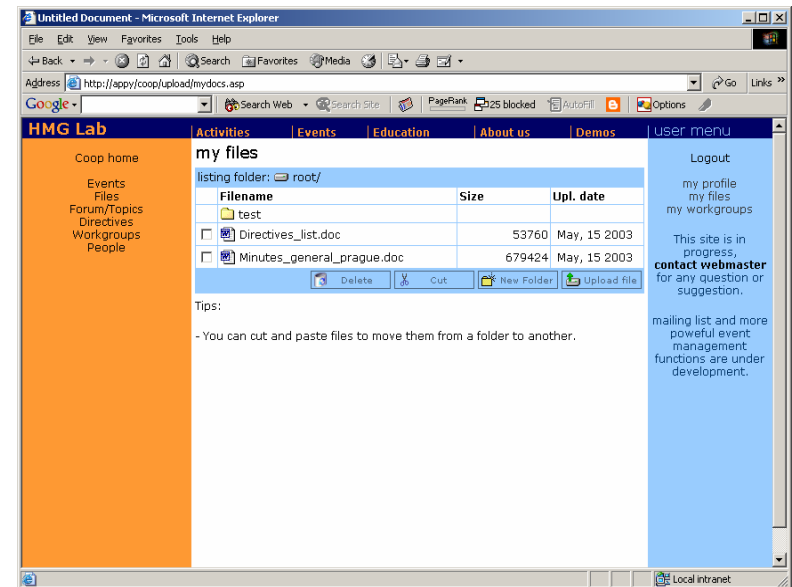 Untitled Document - Microsoft Internet Explorer
File Edit View Favorites Tools Help
Back Search Favorites Media
Address http://appy/coop/upload/mydocs.asp Go Links »
Google Search Web Search Site PageRank 25 blocked AutoFill Options
HMG Lab | Activities | Events | Education | About us | Demos | user menu
Coop home
Events
Files
Forum/Topics
Directives
Workgroups
People
my files
listing folder: root/
Filename Size Upl. date
test
Directives_list.doc 53760 May, 15 2003
Minutes_general_prague.doc 679424 May, 15 2003
Delete Cut New Folder Upload file
Tips:
- You can cut and paste files to move them from a folder to another.
Logout
my profile
my files
my workgroups
This site is in
progress,
contact webmaster
for any question or
suggestion.
mailing list and more
poweful event
management
functions are under
development.
Local intranet